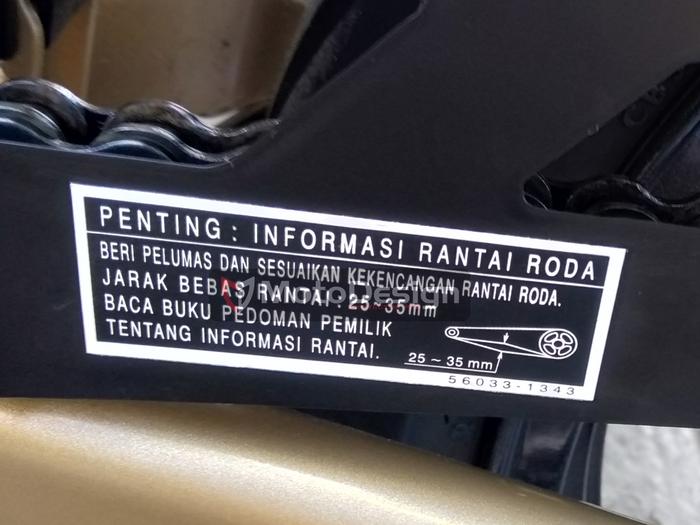 PENTING : INFORMASI RANTAI RODA
BERI PELUMAS DAN SESUAIKAN KEKENCANGAN RANTAI RODA.
JARAK BEBAS RANTAI : 25~35mm
BACA BUKU PEDOMAN PEMILIK
TENTANG INFORMASI RANTAI.
25 ~ 35 mm
56033-1343
MotoDesign